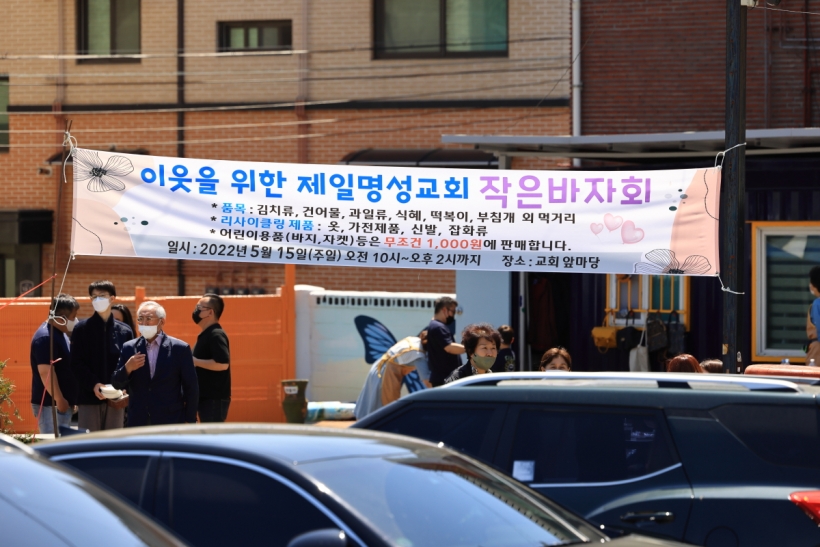 이웃을 위한 제일명성교회 작은바자회
* 품목 : 김치류, 건어물, 과일류, 식혜, 떡볶이, 부침개 외 먹거리
* 리사이클링 제품 : 옷, 가전제품, 신발, 잡화류
* 어린이용품(바지,자켓)등은 무조건 1,000원에 판매합니다.
일시 : 2022년 5월 15일(주일) 오전 10시~오후 2시까지 장소 : 교회 앞마당